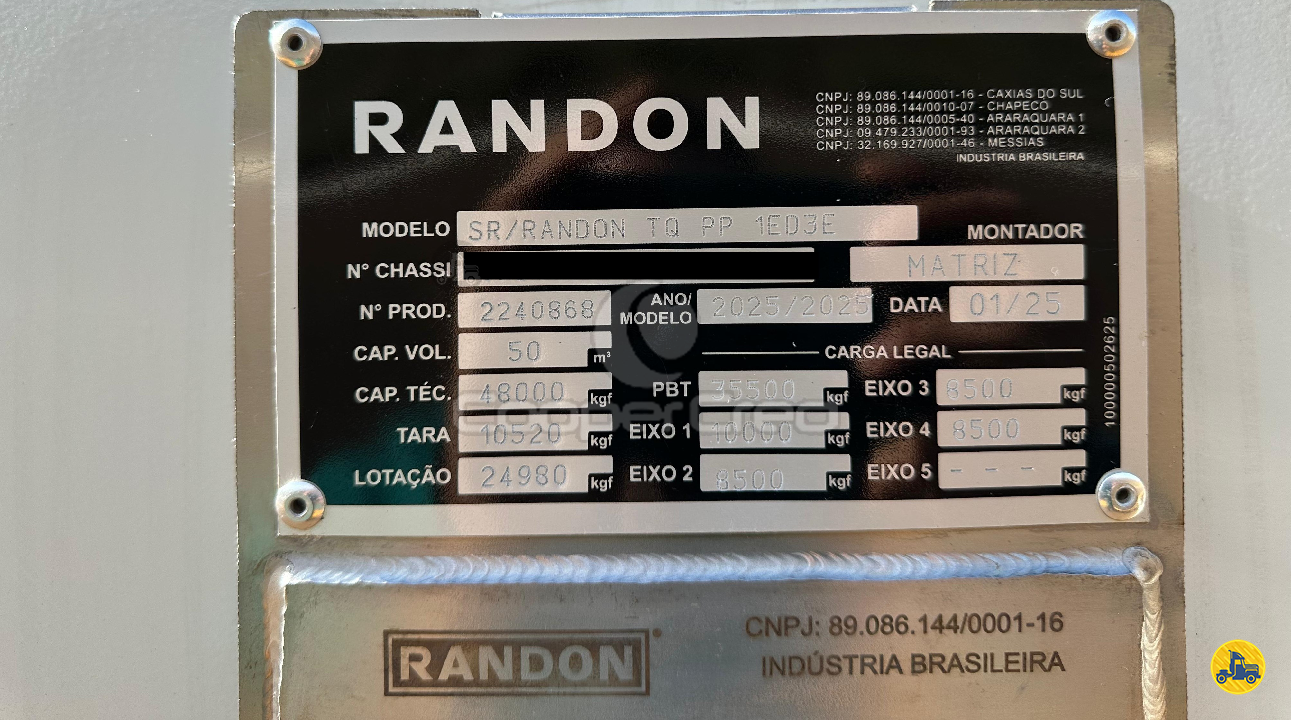 RANDON
CNPJ: 89.086.144/0001-16 - CAXIAS DO SUL
CNPJ: 89.086.144/0010-07 - CHAPECO
CNPJ: 89.086.144/0005-40 - ARARAQUARA 1
CNPJ: 09.479.233/0001-93 - ARARAQUARA 2
CNPJ: 32.169.927/0001-46 - MESSIAS
INDUSTRIA BRASILEIRA
MODELO SR/RANDON TQ PP 1ED3E MONTADOR
N° CHASSI MATRIZ
N° PROD. 2240868 ANO/MODELO 2025/2025 DATA 01/25
CAP. VOL. 50 m³ CARGA LEGAL
CAP. TÉC. 48000 kgf PBT 35500 kgf EIXO 3 8500 kgf
TARA 10520 kgf EIXO 1 10000 kgf EIXO 4 8500 kgf
LOTAÇÃO 24980 kgf EIXO 2 8500 kgf EIXO 5 - - - kgf
10000502625
CooperCred
RANDON
CNPJ: 89.086.144/0001-16
INDÚSTRIA BRASILEIRA